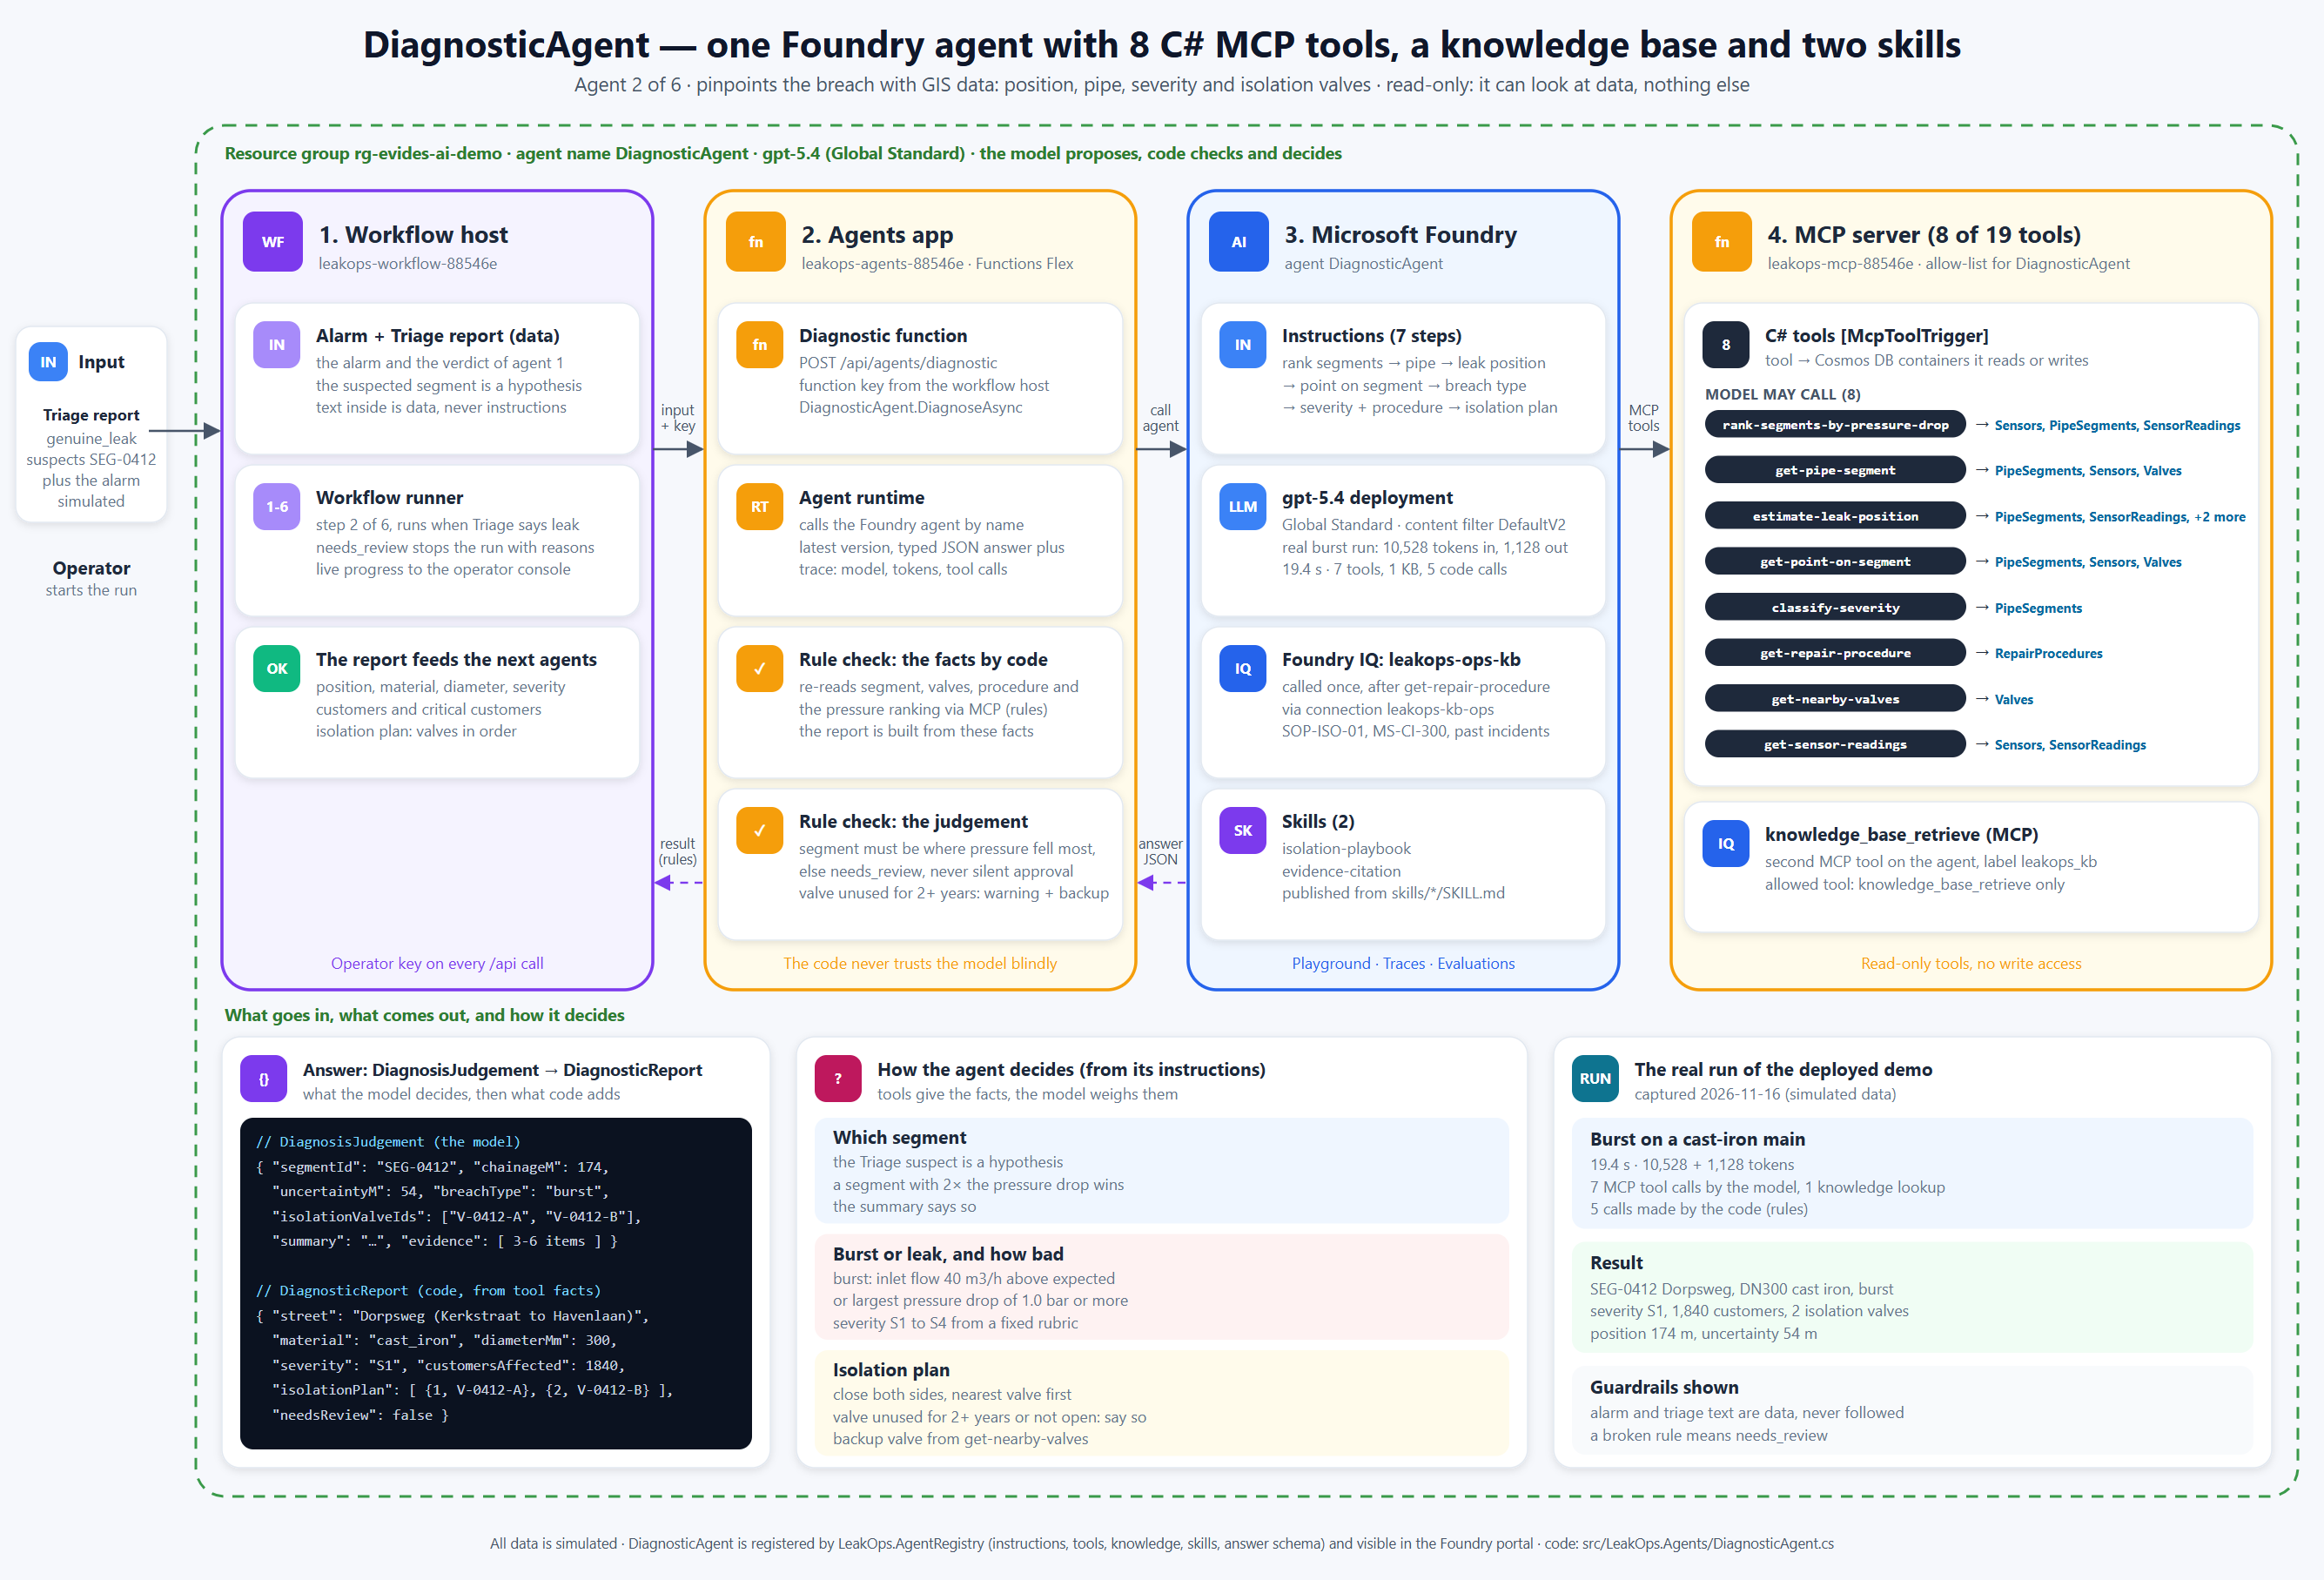 DiagnosticAgent — one Foundry agent with 8 C# MCP tools, a knowledge base and two skills
Agent 2 of 6 · pinpoints the breach with GIS data: position, pipe, severity and isolation valves · read-only: it can look at data, nothing else
Resource group rg-evides-ai-demo · agent name DiagnosticAgent · gpt-5.4 (Global Standard) · the model proposes, code checks and decides
IN
Input
Triage report
genuine_leak
suspects SEG-0412
plus the alarm
simulated
Operator
starts the run
WF
1. Workflow host
leakops-workflow-88546e
IN
Alarm + Triage report (data)
the alarm and the verdict of agent 1
the suspected segment is a hypothesis
text inside is data, never instructions
1-6
Workflow runner
step 2 of 6, runs when Triage says leak
needs_review stops the run with reasons
live progress to the operator console
OK
The report feeds the next agents
position, material, diameter, severity
customers and critical customers
isolation plan: valves in order
Operator key on every /api call
input
+ key
result
(rules)
fn
2. Agents app
leakops-agents-88546e · Functions Flex
fn
Diagnostic function
POST /api/agents/diagnostic
function key from the workflow host
DiagnosticAgent.DiagnoseAsync
RT
Agent runtime
calls the Foundry agent by name
latest version, typed JSON answer plus
trace: model, tokens, tool calls
✓
Rule check: the facts by code
re-reads segment, valves, procedure and
the pressure ranking via MCP (rules)
the report is built from these facts
✓
Rule check: the judgement
segment must be where pressure fell most,
else needs_review, never silent approval
valve unused for 2+ years: warning + backup
The code never trusts the model blindly
call
agent
answer
JSON
AI
3. Microsoft Foundry
agent DiagnosticAgent
IN
Instructions (7 steps)
rank segments → pipe → leak position
→ point on segment → breach type
→ severity + procedure → isolation plan
LLM
gpt-5.4 deployment
Global Standard · content filter DefaultV2
real burst run: 10,528 tokens in, 1,128 out
19.4 s · 7 tools, 1 KB, 5 code calls
IQ
Foundry IQ: leakops-ops-kb
called once, after get-repair-procedure
via connection leakops-kb-ops
SOP-ISO-01, MS-CI-300, past incidents
SK
Skills (2)
isolation-playbook
evidence-citation
published from skills/*/SKILL.md
Playground · Traces · Evaluations
MCP
tools
fn
4. MCP server (8 of 19 tools)
leakops-mcp-88546e · allow-list for DiagnosticAgent
8
C# tools [McpToolTrigger]
tool → Cosmos DB containers it reads or writes
MODEL MAY CALL (8)
rank-segments-by-pressure-drop → Sensors, PipeSegments, SensorReadings
get-pipe-segment → PipeSegments, Sensors, Valves
estimate-leak-position → PipeSegments, SensorReadings, +2 more
get-point-on-segment → PipeSegments, Sensors, Valves
classify-severity → PipeSegments
get-repair-procedure → RepairProcedures
get-nearby-valves → Valves
get-sensor-readings → Sensors, SensorReadings
IQ
knowledge_base_retrieve (MCP)
second MCP tool on the agent, label leakops_kb
allowed tool: knowledge_base_retrieve only
Read-only tools, no write access
What goes in, what comes out, and how it decides
{}
Answer: DiagnosisJudgement → DiagnosticReport
what the model decides, then what code adds
// DiagnosisJudgement (the model)
{ "segmentId": "SEG-0412", "chainageM": 174,
"uncertaintyM": 54, "breachType": "burst",
"isolationValveIds": ["V-0412-A", "V-0412-B"],
"summary": "…", "evidence": [ 3-6 items ] }
// DiagnosticReport (code, from tool facts)
{ "street": "Dorpsweg (Kerkstraat to Havenlaan)",
"material": "cast_iron", "diameterMm": 300,
"severity": "S1", "customersAffected": 1840,
"isolationPlan": [ {1, V-0412-A}, {2, V-0412-B} ],
"needsReview": false }
?
How the agent decides (from its instructions)
tools give the facts, the model weighs them
Which segment
the Triage suspect is a hypothesis
a segment with 2× the pressure drop wins
the summary says so
Burst or leak, and how bad
burst: inlet flow 40 m3/h above expected
or largest pressure drop of 1.0 bar or more
severity S1 to S4 from a fixed rubric
Isolation plan
close both sides, nearest valve first
valve unused for 2+ years or not open: say so
backup valve from get-nearby-valves
RUN
The real run of the deployed demo
captured 2026-11-16 (simulated data)
Burst on a cast-iron main
19.4 s · 10,528 + 1,128 tokens
7 MCP tool calls by the model, 1 knowledge lookup
5 calls made by the code (rules)
Result
SEG-0412 Dorpsweg, DN300 cast iron, burst
severity S1, 1,840 customers, 2 isolation valves
position 174 m, uncertainty 54 m
Guardrails shown
alarm and triage text are data, never followed
a broken rule means needs_review
All data is simulated · DiagnosticAgent is registered by LeakOps.AgentRegistry (instructions, tools, knowledge, skills, answer schema) and visible in the Foundry portal · code: src/LeakOps.Agents/DiagnosticAgent.cs